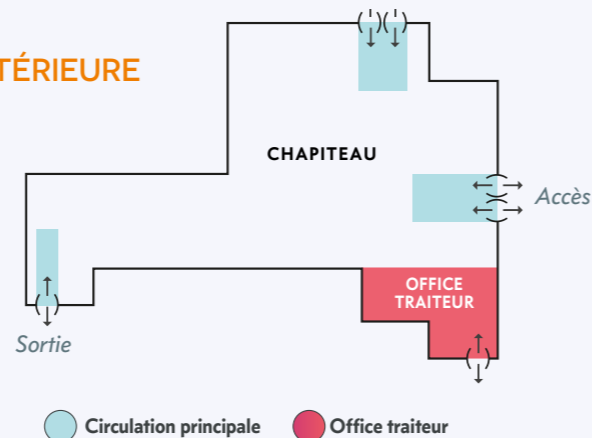 TÉRIEURE
CHAPITEAU
Accès
OFFICE
TRAITEUR
Sortie
Circulation principale
Office traiteur